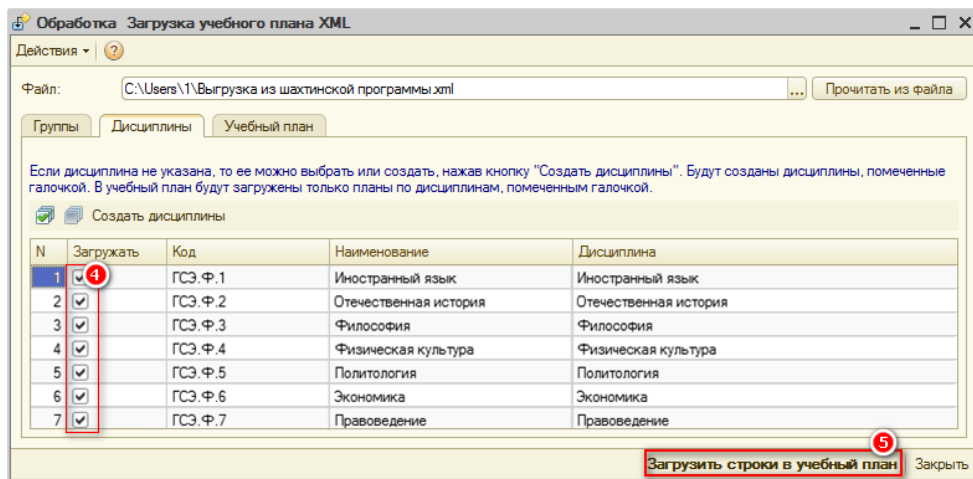 Обработка Загрузка учебного плана XML
Действия
Файл: C:\Users\1\Выгрузка из шахтинской программы.xml ... Прочитать из файла
Группы Дисциплины Учебный план
Если дисциплина не указана, то ее можно выбрать или создать, нажав кнопку "Создать дисциплины". Будут созданы дисциплины, помеченные
галочкой. В учебный план будут загружены только планы по дисциплинам, помеченным галочкой.
Создать дисциплины
N Загружать Код Наименование Дисциплина
1 4 ГСЭ.Ф.1 Иностранный язык Иностранный язык
2 ГСЭ.Ф.2 Отечественная история Отечественная история
3 ГСЭ.Ф.3 Философия Философия
4 ГСЭ.Ф.4 Физическая культура Физическая культура
5 ГСЭ.Ф.5 Политология Политология
6 ГСЭ.Ф.6 Экономика Экономика
7 ГСЭ.Ф.7 Правоведение Правоведение
5
Загрузить строки в учебный план Закрыть